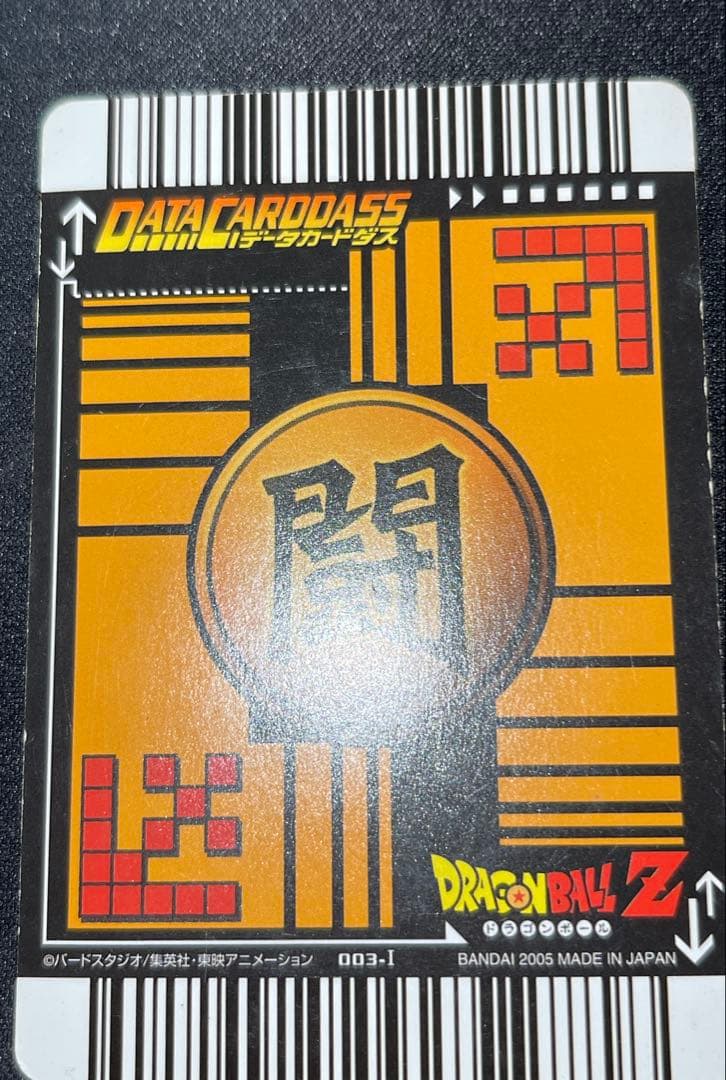 DATA CARDDASS
データカードダス
闘
DRAGONBALL Z
ドラゴンボール
©バードスタジオ/集英社・東映アニメーション 003-I BANDAI 2005 MADE IN JAPAN